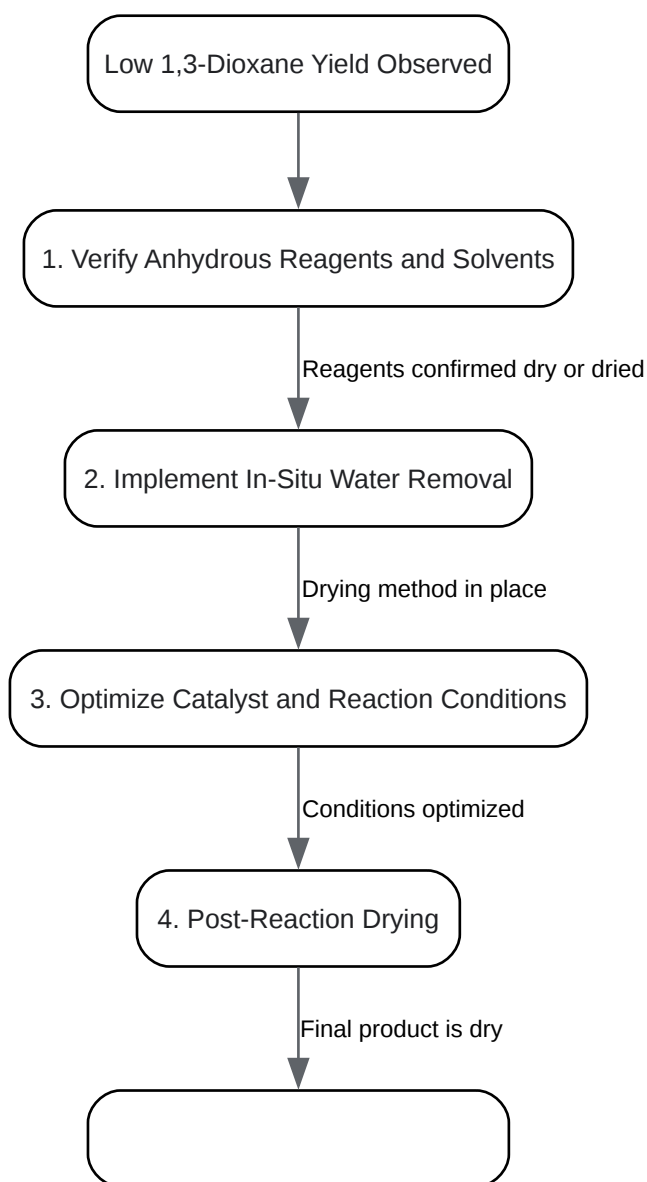 Low 1,3-Dioxane Yield Observed
1. Verify Anhydrous Reagents and Solvents
Reagents confirmed dry or dried
2. Implement In-Situ Water Removal
Drying method in place
3. Optimize Catalyst and Reaction Conditions
Conditions optimized
4. Post-Reaction Drying
Final product is dry